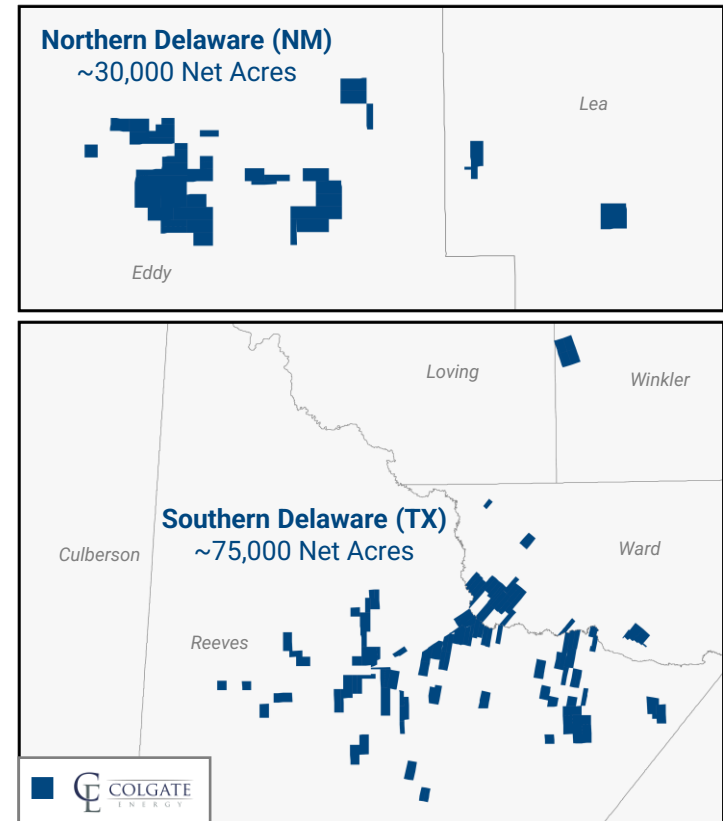 Northern Delaware (NM)
~30,000 Net Acres
Lea
Eddy
Loving
Winkler
Southern Delaware (TX)
~75,000 Net Acres
Culberson
Ward
Reeves
CE COLGATE
ENERGY